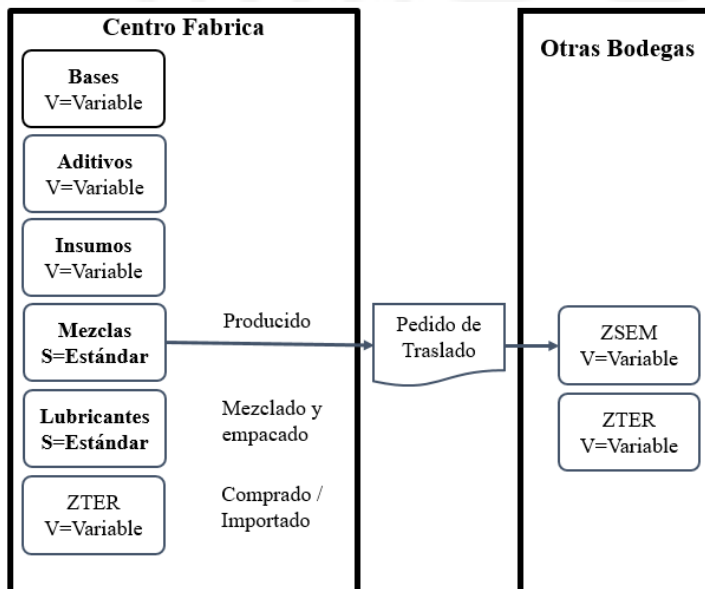 Centro Fabrica
Bases
V=Variable
Aditivos
V=Variable
Insumos
V=Variable
Mezclas
S=Estándar
Producido
Lubricantes
S=Estándar
Mezclado y
empacado
ZTER
V=Variable
Comprado /
Importado
Pedido de
Traslado
Otras Bodegas
ZSEM
V=Variable
ZTER
V=Variable